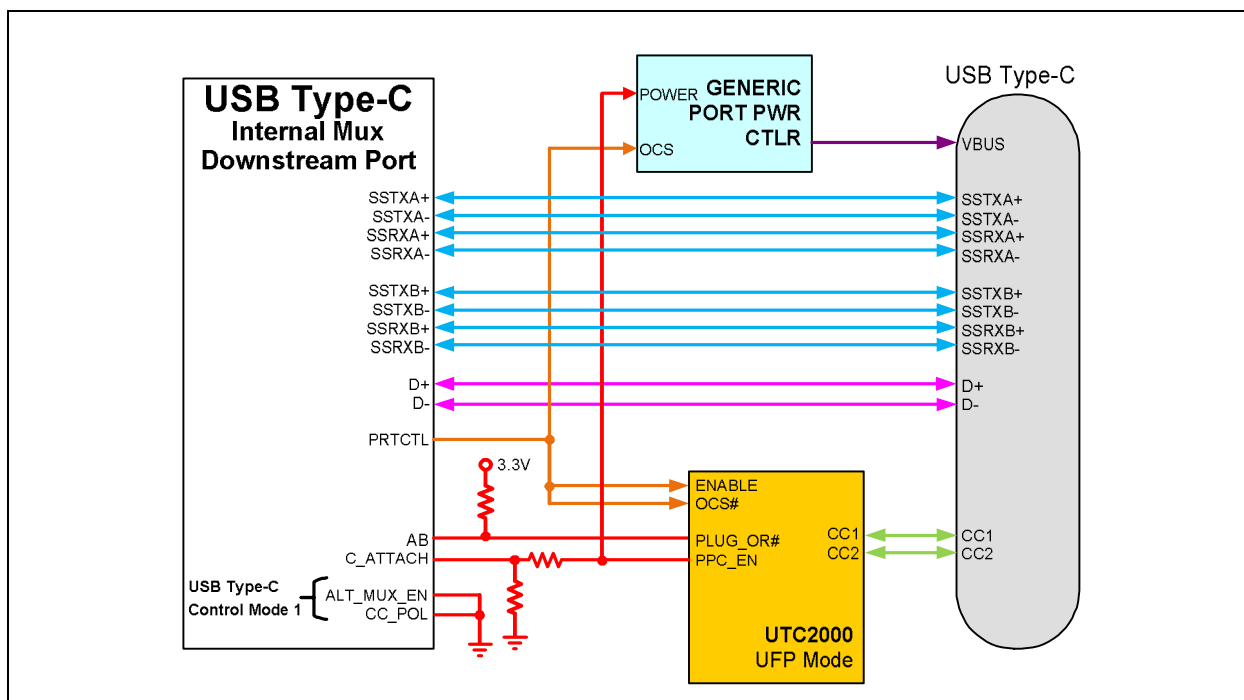 USB Type-C
Internal Mux
Downstream Port
SSTXA+
SSTXA-
SSRXA+
SSRXA-
SSTXB+
SSTXB-
SSRXB+
SSRXB-
D+
D-
PRTCTL
3.3V
AB
C_ATTACH
USB Type-C
Control Mode 1
ALT_MUX_EN
CC_POL
POWER
GENERIC
PORT PWR
CTLR
OCS
ENABLE
OCS#
PLUG_OR#
PPC_EN
CC1
CC2
UTC2000
UFP Mode
USB Type-C
VBUS
SSTXA+
SSTXA-
SSRXA+
SSRXA-
SSTXB+
SSTXB-
SSRXB+
SSRXB-
D+
D-
CC1
CC2